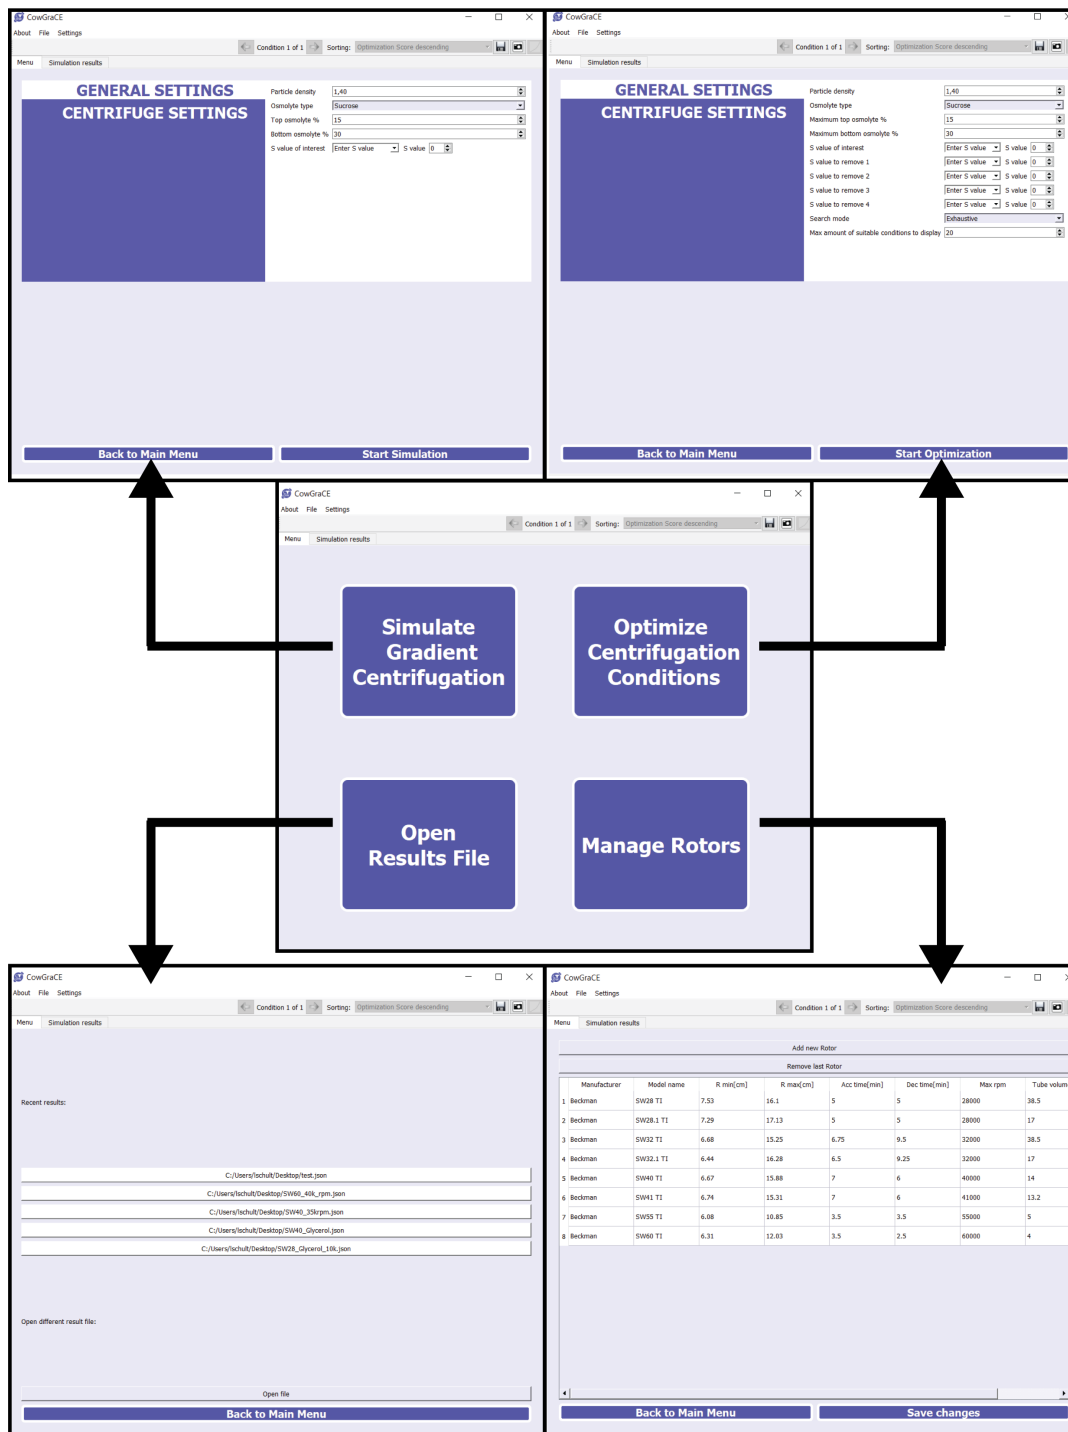 CowGraCE
About File Settings
Condition 1 of 1 Sorting: Optimization Score descending
Menu Simulation results
GENERAL SETTINGS
CENTRIFUGE SETTINGS
Particle density 1,40
Osmolyte type Sucrose
Top osmolyte % 15
Bottom osmolyte % 30
S value of interest Enter S value S value 0
Back to Main Menu Start Simulation
CowGraCE
About File Settings
Condition 1 of 1 Sorting: Optimization Score descending
Menu Simulation results
GENERAL SETTINGS
CENTRIFUGE SETTINGS
Particle density 1,40
Osmolyte type Sucrose
Maximum top osmolyte % 15
Maximum bottom osmolyte % 30
S value of interest Enter S value S value 0
S value to remove 1 Enter S value S value 0
S value to remove 2 Enter S value S value 0
S value to remove 3 Enter S value S value 0
S value to remove 4 Enter S value S value 0
Search mode Exhaustive
Max amount of suitable conditions to display 20
Back to Main Menu Start Optimization
CowGraCE
About File Settings
Condition 1 of 1 Sorting: Optimization Score descending
Menu Simulation results
Simulate
Gradient
Centrifugation
Optimize
Centrifugation
Conditions
Open
Results File
Manage Rotors
CowGraCE
About File Settings
Condition 1 of 1 Sorting: Optimization Score descending
Menu Simulation results
Recent results:
C:/Users/lschult/Desktop/test.json
C:/Users/lschult/Desktop/SW60_40k_rpm.json
C:/Users/lschult/Desktop/SW40_35krpm.json
C:/Users/lschult/Desktop/SW40_Glycerol.json
C:/Users/lschult/Desktop/SW28_Glycerol_10k.json
Open different result file:
Open file
Back to Main Menu
CowGraCE
About File Settings
Condition 1 of 1 Sorting: Optimization Score descending
Menu Simulation results
Add new Rotor
Remove last Rotor
Manufacturer Model name R min[cm] R max[cm] Acc time[min] Dec time[min] Max rpm Tube volume
1 Beckman SW28 TI 7.53 16.1 5 5 28000 38.5
2 Beckman SW28.1 TI 7.29 17.13 5 5 28000 17
3 Beckman SW32 TI 6.68 15.25 6.75 9.5 32000 38.5
4 Beckman SW32.1 TI 6.44 16.28 6.5 9.25 32000 17
5 Beckman SW40 TI 6.67 15.88 7 6 40000 14
6 Beckman SW41 TI 6.74 15.31 7 6 41000 13.2
7 Beckman SW55 TI 6.08 10.85 3.5 3.5 55000 5
8 Beckman SW60 TI 6.31 12.03 3.5 2.5 60000 4
Back to Main Menu Save changes